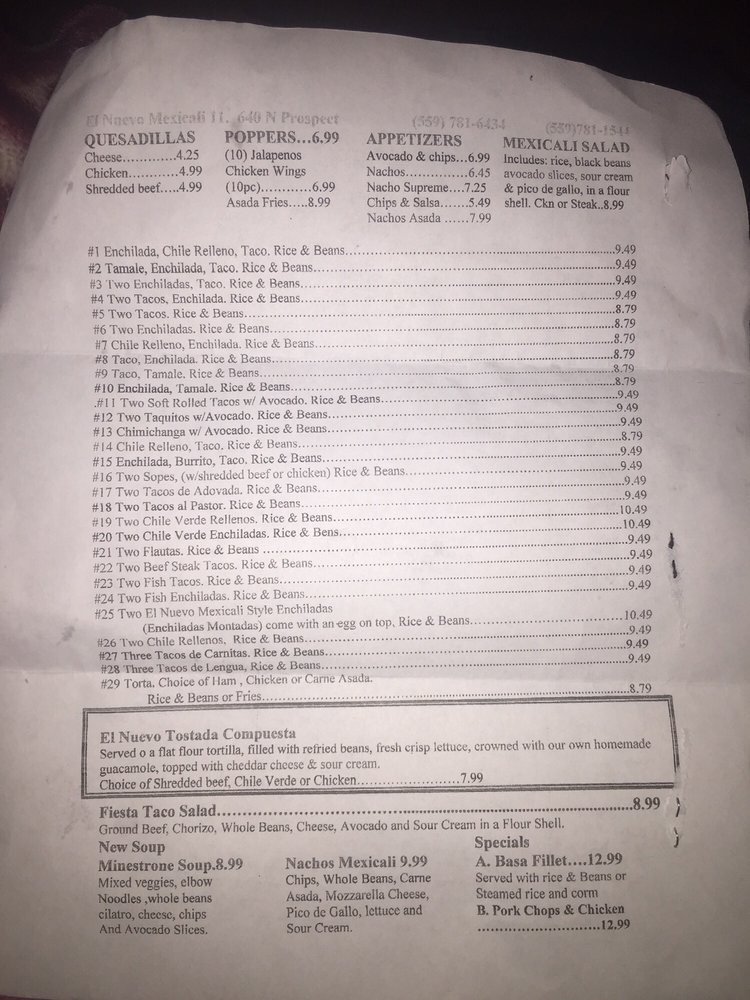 El Nuevo Mexicali 11. 640 N Prospect (559) 781-6434 (559)781-1544
QUESADILLAS
Cheese............4.25
Chicken...........4.99
Shredded beef.....4.99
POPPERS...6.99
(10) Jalapenos
Chicken Wings
(10pc)...........6.99
Asada Fries.....8.99
APPETIZERS
Avocado & chips...6.99
Nachos..............6.45
Nacho Supreme....7.25
Chips & Salsa.......5.49
Nachos Asada ......7.99
MEXICALI SALAD
Includes: rice, black beans
avocado slices, sour cream
& pico de gallo, in a flour
shell. Ckn or Steak..8.99
#1 Enchilada, Chile Relleno, Taco. Rice & Beans..........9.49
#2 Tamale, Enchilada, Taco. Rice & Beans..........9.49
#3 Two Enchiladas, Taco. Rice & Beans..........9.49
#4 Two Tacos, Enchilada. Rice & Beans..........9.49
#5 Two Tacos. Rice & Beans..........8.79
#6 Two Enchiladas. Rice & Beans..........8.79
#7 Chile Relleno, Enchilada. Rice & Beans..........8.79
#8 Taco, Enchilada. Rice & Beans..........8.79
#9 Taco, Tamale. Rice & Beans..........8.79
#10 Enchilada, Tamale. Rice & Beans..........8.79
.#11 Two Soft Rolled Tacos w/ Avocado. Rice & Beans..........9.49
#12 Two Taquitos w/Avocado. Rice & Beans..........9.49
#13 Chimichanga w/ Avocado. Rice & Beans..........9.49
#14 Chile Relleno, Taco. Rice & Beans..........8.79
#15 Enchilada, Burrito, Taco. Rice & Beans..........9.49
#16 Two Sopes, (w/shredded beef or chicken) Rice & Beans..........9.49
#17 Two Tacos de Adovada. Rice & Beans..........9.49
#18 Two Tacos al Pastor. Rice & Beans..........9.49
#19 Two Chile Verde Rellenos. Rice & Beans..........10.49
#20 Two Chile Verde Enchiladas. Rice & Bens..........10.49
#21 Two Flautas. Rice & Beans ..........9.49
#22 Two Beef Steak Tacos. Rice & Beans..........9.49
#23 Two Fish Tacos. Rice & Beans..........9.49
#24 Two Fish Enchiladas. Rice & Beans..........9.49
#25 Two El Nuevo Mexicali Style Enchiladas
(Enchiladas Montadas) come with an egg on top, Rice & Beans..........10.49
#26 Two Chile Rellenos, Rice & Beans..........9.49
#27 Three Tacos de Carnitas. Rice & Beans..........9.49
#28 Three Tacos de Lengua, Rice & Beans..........9.49
#29 Torta. Choice of Ham , Chicken or Carne Asada.
Rice & Beans or Fries..........8.79
El Nuevo Tostada Compuesta
Served o a flat flour tortilla, filled with refried beans, fresh crisp lettuce, crowned with our own homemade
guacamole, topped with cheddar cheese & sour cream.
Choice of Shredded beef, Chile Verde or Chicken..........7.99
Fiesta Taco Salad..........8.99
Ground Beef, Chorizo, Whole Beans, Cheese, Avocado and Sour Cream in a Flour Shell.
New Soup
Minestrone Soup.8.99
Mixed veggies, elbow
Noodles ,whole beans
cilatro, cheese, chips
And Avocado Slices.
Nachos Mexicali 9.99
Chips, Whole Beans, Carne
Asada, Mozzarella Cheese,
Pico de Gallo, lettuce and
Sour Cream.
Specials
A. Basa Fillet....12.99
Served with rice & Beans or
Steamed rice and corm
B. Pork Chops & Chicken
..........12.99